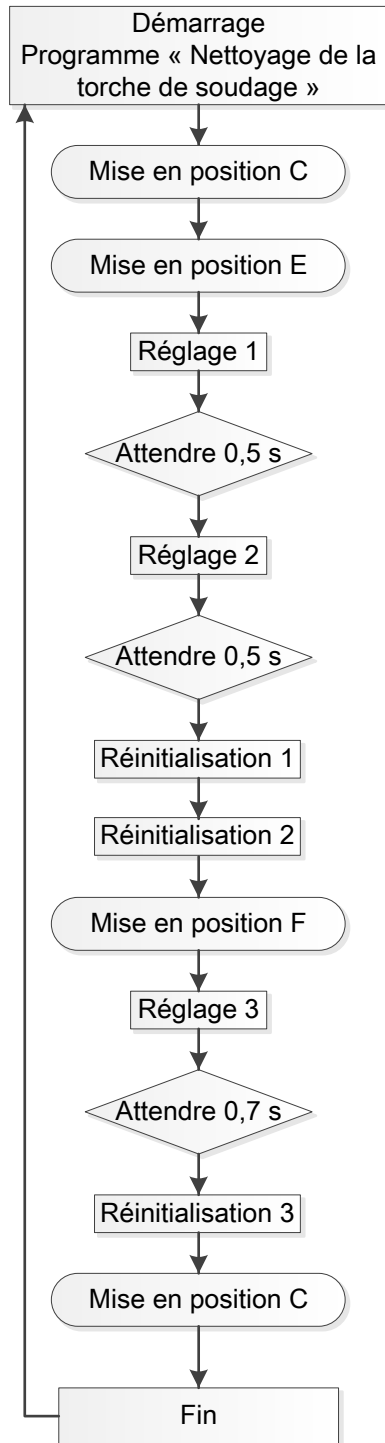 Démarrage
Programme « Nettoyage de la
torche de soudage »
Mise en position C
Mise en position E
Réglage 1
Attendre 0,5 s
Réglage 2
Attendre 0,5 s
Réinitialisation 1
Réinitialisation 2
Mise en position F
Réglage 3
Attendre 0,7 s
Réinitialisation 3
Mise en position C
Fin